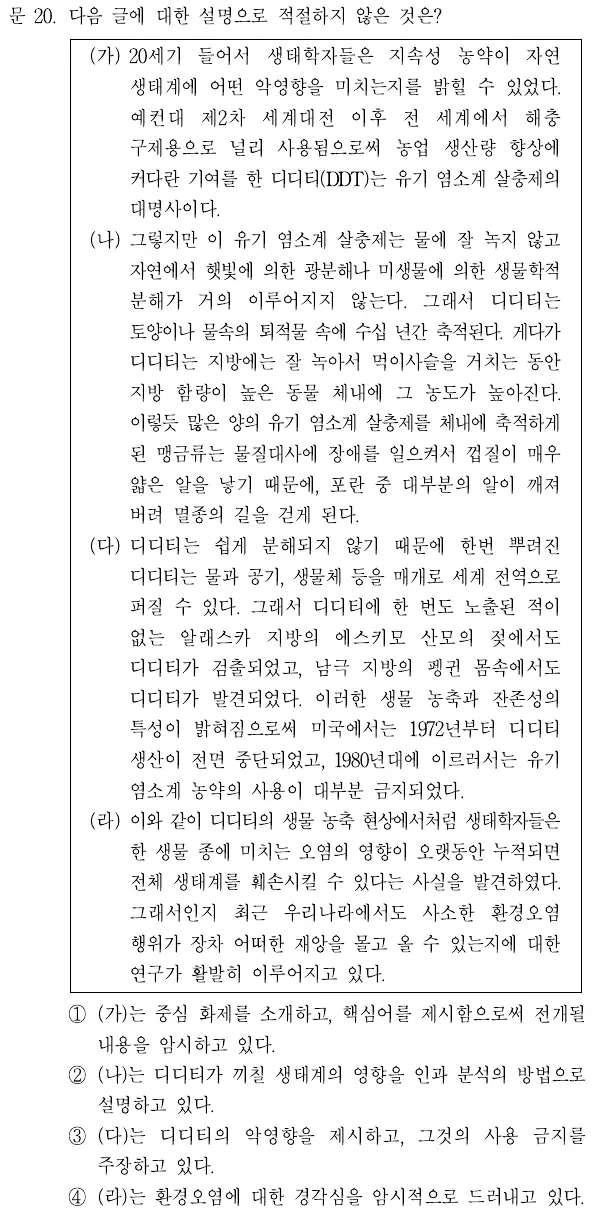 문 20. 다음 글에 대한 설명으로 적절하지 않은 것은?
(가) 20세기 들어서 생태학자들은 지속성 농약이 자연
생태계에 어떤 악영향을 미치는지를 밝힐 수 있었다.
예컨대 제2차 세계대전 이후 전 세계에서 해충
구제용으로 널리 사용됨으로써 농업 생산량 향상에
커다란 기여를 한 디디티(DDT)는 유기 염소계 살충제의
대명사이다.
(나) 그렇지만 이 유기 염소계 살충제는 물에 잘 녹지 않고
자연에서 햇빛에 의한 광분해나 미생물에 의한 생물학적
분해가 거의 이루어지지 않는다. 그래서 디디티는
토양이나 물속의 퇴적물 속에 수십 년간 축적된다. 게다가
디디티는 지방에는 잘 녹아서 먹이사슬을 거치는 동안
지방 함량이 높은 동물 체내에 그 농도가 높아진다.
이렇듯 많은 양의 유기 염소계 살충제를 체내에 축적하게
된 맹금류는 물질대사에 장애를 일으켜서 껍질이 매우
얇은 알을 낳기 때문에, 포란 중 대부분의 알이 깨져
버려 멸종의 길을 걷게 된다.
(다) 디디티는 쉽게 분해되지 않기 때문에 한번 뿌려진
디디티는 물과 공기, 생물체 등을 매개로 세계 전역으로
퍼질 수 있다. 그래서 디디티에 한 번도 노출된 적이
없는 알래스카 지방의 에스키모 산모의 젖에서도
디디티가 검출되었고, 남극 지방의 펭귄 몸속에서도
디디티가 발견되었다. 이러한 생물 농축과 잔존성의
특성이 밝혀짐으로써 미국에서는 1972년부터 디디티
생산이 전면 중단되었고, 1980년대에 이르러서는 유기
염소계 농약의 사용이 대부분 금지되었다.
(라) 이와 같이 디디티의 생물 농축 현상에서처럼 생태학자들은
한 생물 종에 미치는 오염의 영향이 오랫동안 누적되면
전체 생태계를 훼손시킬 수 있다는 사실을 발견하였다.
그래서인지 최근 우리나라에서도 사소한 환경오염
행위가 장차 어떠한 재앙을 몰고 올 수 있는지에 대한
연구가 활발히 이루어지고 있다.
① (가)는 중심 화제를 소개하고, 핵심어를 제시함으로써 전개될
내용을 암시하고 있다.
② (나)는 디디티가 끼칠 생태계의 영향을 인과 분석의 방법으로
설명하고 있다.
③ (다)는 디디티의 악영향을 제시하고, 그것의 사용 금지를
주장하고 있다.
④ (라)는 환경오염에 대한 경각심을 암시적으로 드러내고 있다.